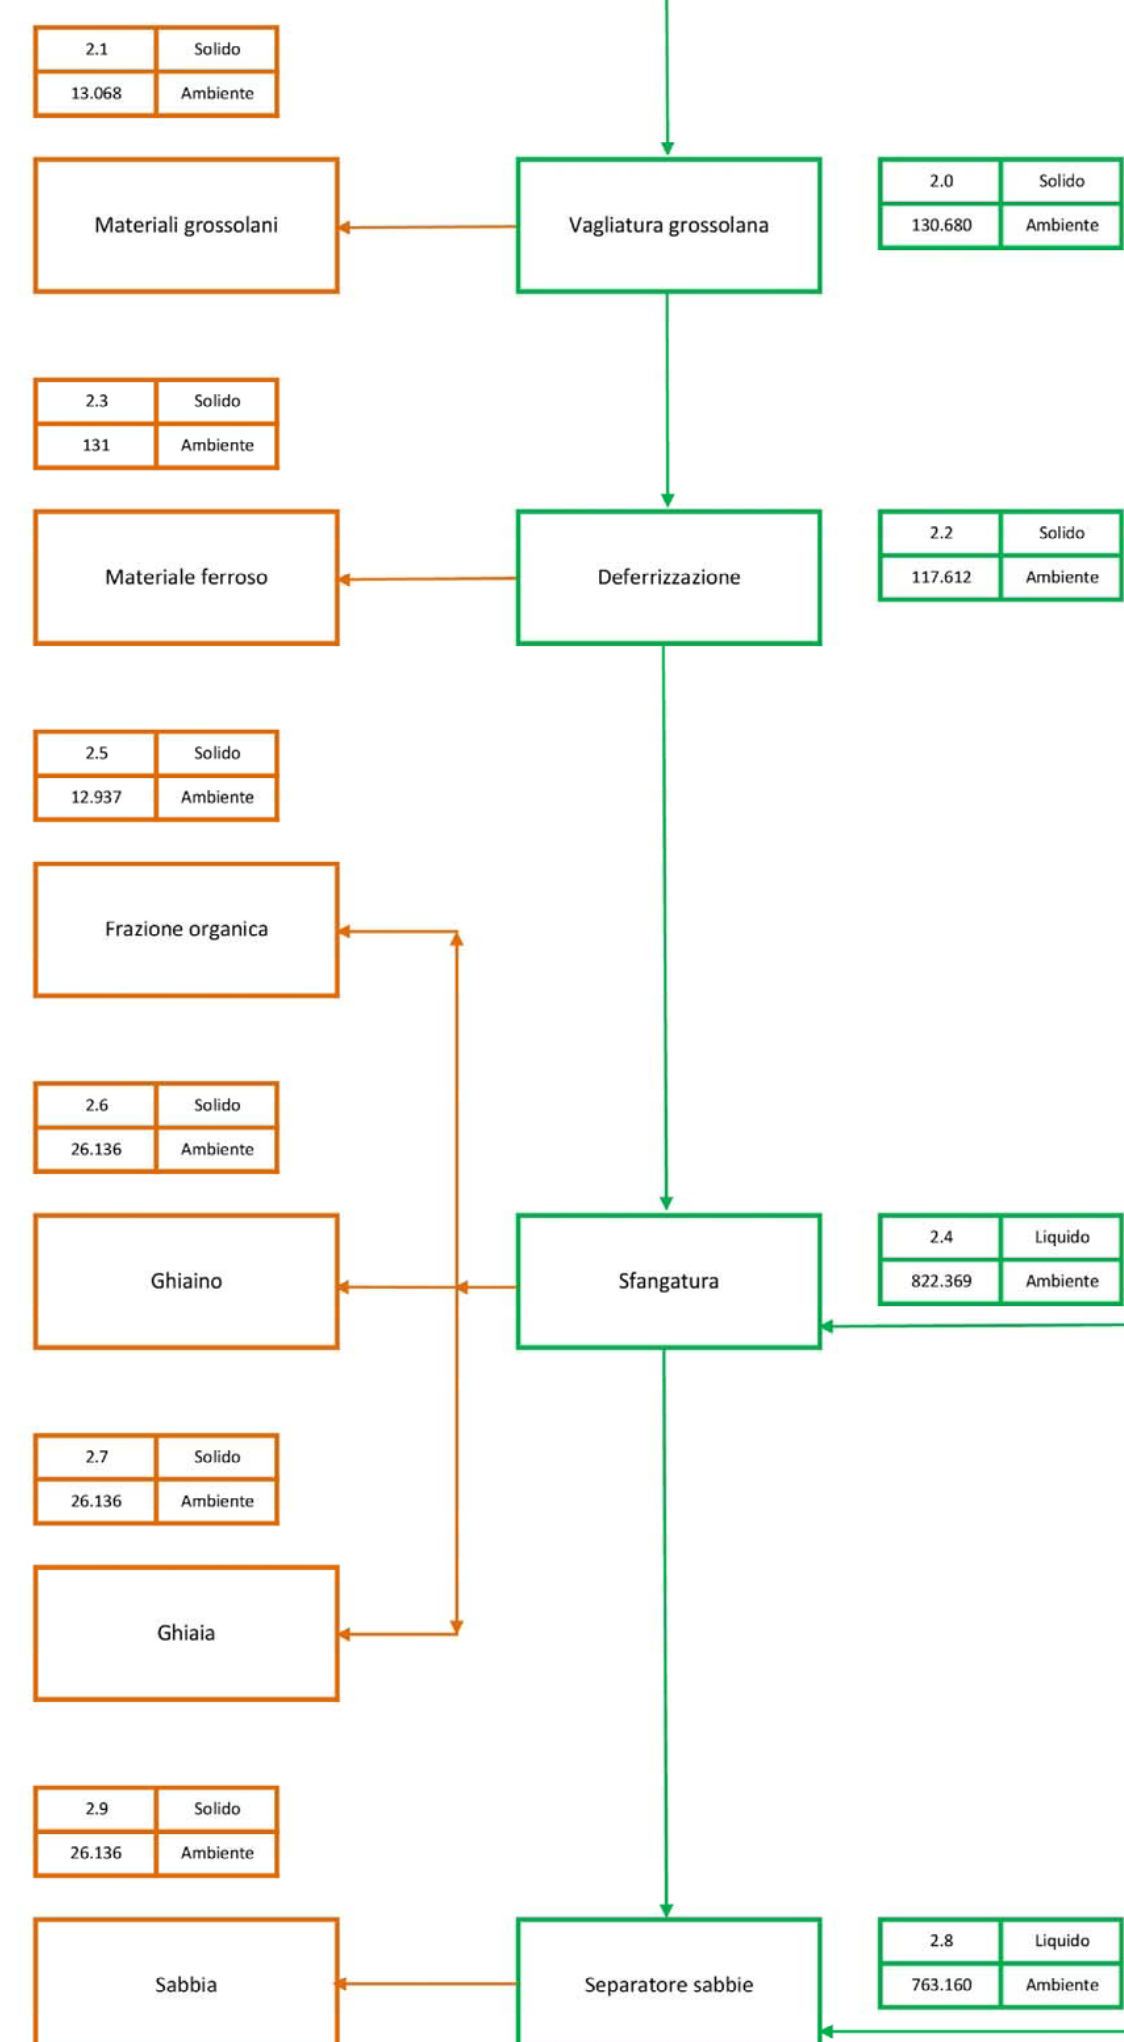 2.1 Solido
13.068 Ambiente
2.0 Solido
Materiali grossolani
Vagliatura grossolana
130.680 Ambiente
2.3 Solido
131 Ambiente
2.2 Solido
Materiale ferroso
Deferrizzazione
117.612 Ambiente
2.5 Solido
12.937 Ambiente
Frazione organica
2.6 Solido
26.136 Ambiente
2.4 Liquido
Ghiaino
Sfangatura
822.369 Ambiente
2.7 Solido
26.136 Ambiente
Ghiaia
2.9 Solido
26.136 Ambiente
2.8 Liquido
Sabbia
Separatore sabbie
763.160 Ambiente